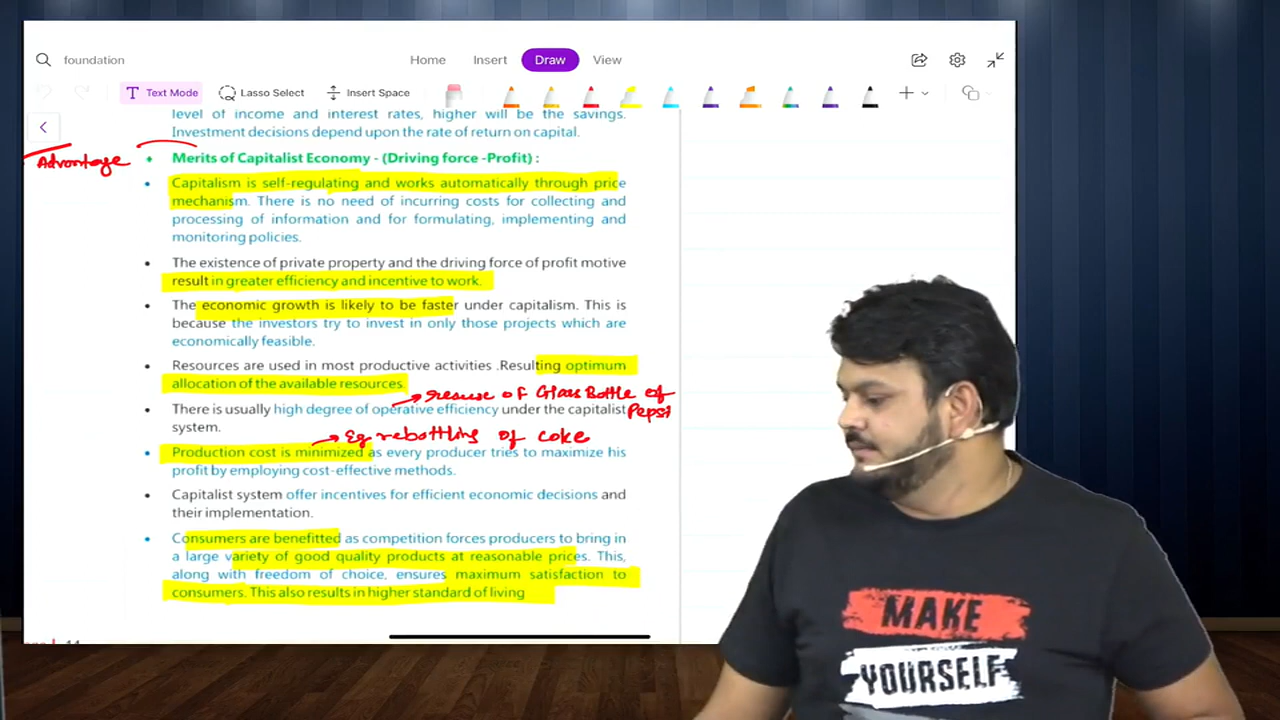 foundation
Home Insert Draw View
Text Mode Lasso Select Insert Space
level of income and interest rates, higher will be the savings.
Investment decisions depend upon the rate of return on capital.
Advantage
♦ Merits of Capitalist Economy - (Driving force -Profit) :
• Capitalism is self-regulating and works automatically through price
mechanism. There is no need of incurring costs for collecting and
processing of information and for formulating, implementing and
monitoring policies.
• The existence of private property and the driving force of profit motive
result in greater efficiency and incentive to work.
• The economic growth is likely to be faster under capitalism. This is
because the investors try to invest in only those projects which are
economically feasible.
• Resources are used in most productive activities .Resulting optimum
allocation of the available resources
→ resuse of Glass Bottle of
Pepsi
• There is usually high degree of operative efficiency under the capitalist
system.
→ Eg rebottling of coke
• Production cost is minimized as every producer tries to maximize his
profit by employing cost-effective methods.
• Capitalist system offer incentives for efficient economic decisions and
their implementation.
• Consumers are benefitted as competition forces producers to bring in
a large variety of good quality products at reasonable prices. This,
along with freedom of choice, ensures maximum satisfaction to
consumers. This also results in higher standard of living
MAKE
YOURSELF